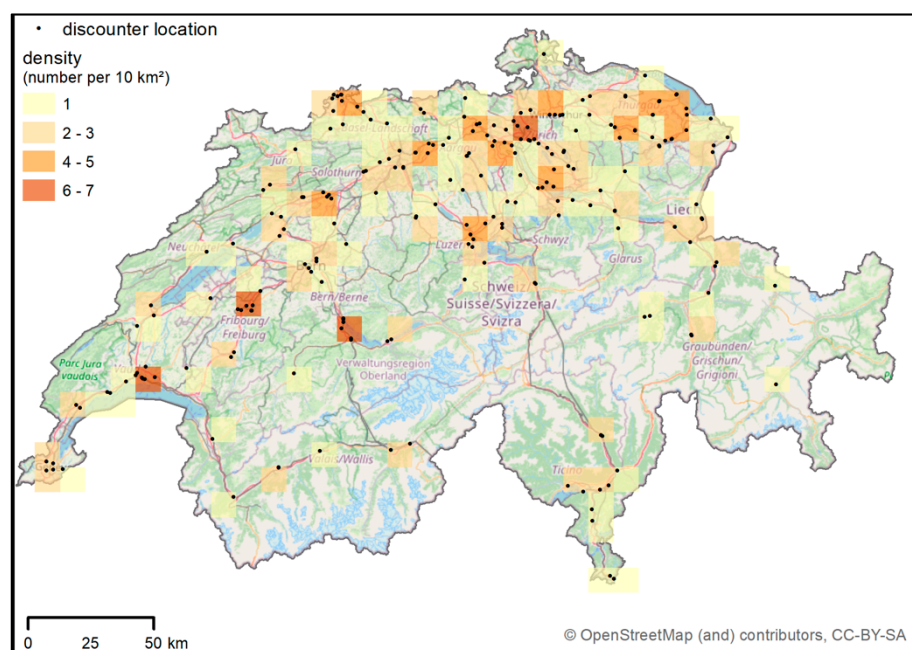 discounter location
density
(number per 10 km²)
1
2 - 3
4 - 5
6 - 7
Thurgau
Winterthur
Basel-Landschaft
Jura
Solothurn
Liech
Neuchâtel
Luzern
Schwyz
Glarus
Bern/Berne
Schweiz/
Suisse/Svizzera/
Svizra
Fribourg/
Freiburg
Verwaltungsregion
Oberland
Graubünden/
Grischun/
Grigioni
Parc Jura
vaudois
Valais/Wallis
Ticino
0 25 50 km
© OpenStreetMap (and) contributors, CC-BY-SA